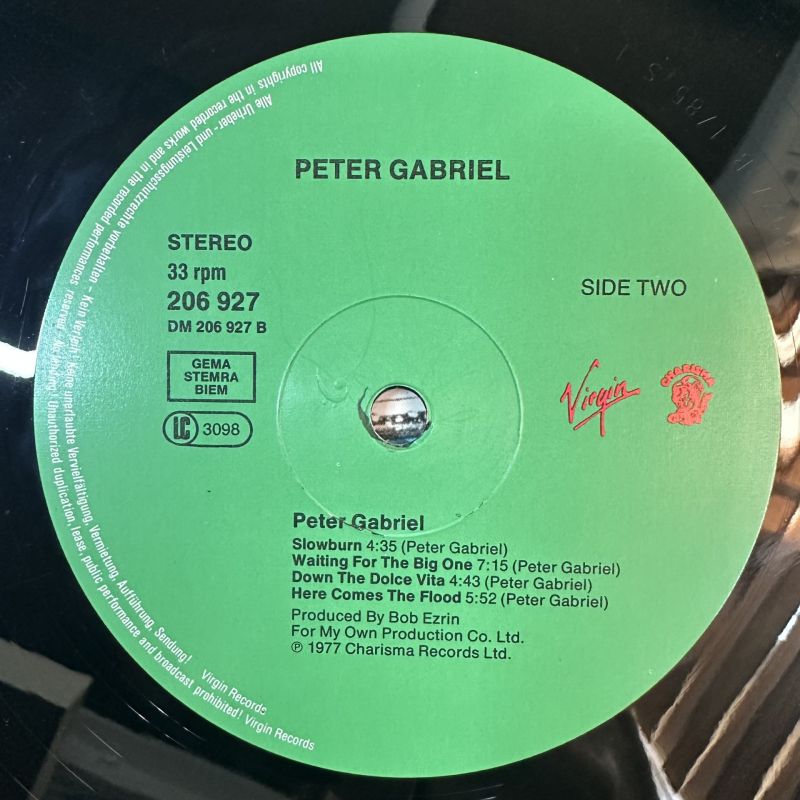 PETER GABRIEL
STEREO
33 rpm
206 927
DM 206 927 B
GEMA
STEMRA
BIEM
LC 3098
SIDE TWO
Virgin
CHARISMA
Peter Gabriel
Slowburn 4:35 (Peter Gabriel)
Waiting For The Big One 7:15 (Peter Gabriel)
Down The Dolce Vita 4:43 (Peter Gabriel)
Here Comes The Flood 5:52 (Peter Gabriel)
Produced By Bob Ezrin
For My Own Production Co. Ltd.
℗ 1977 Charisma Records Ltd.
Alle Urheber- und Leistungsschutzrechte vorbehalten - Kein Verleih! Keine unerlaubte Vervielfältigung, Vermietung, Aufführung, Sendung! Virgin Records
All copyrights in the recorded works and in the recorded performances reserved. No lending! Unauthorized duplication, lease, public performance and broadcast prohibited! Virgin Records